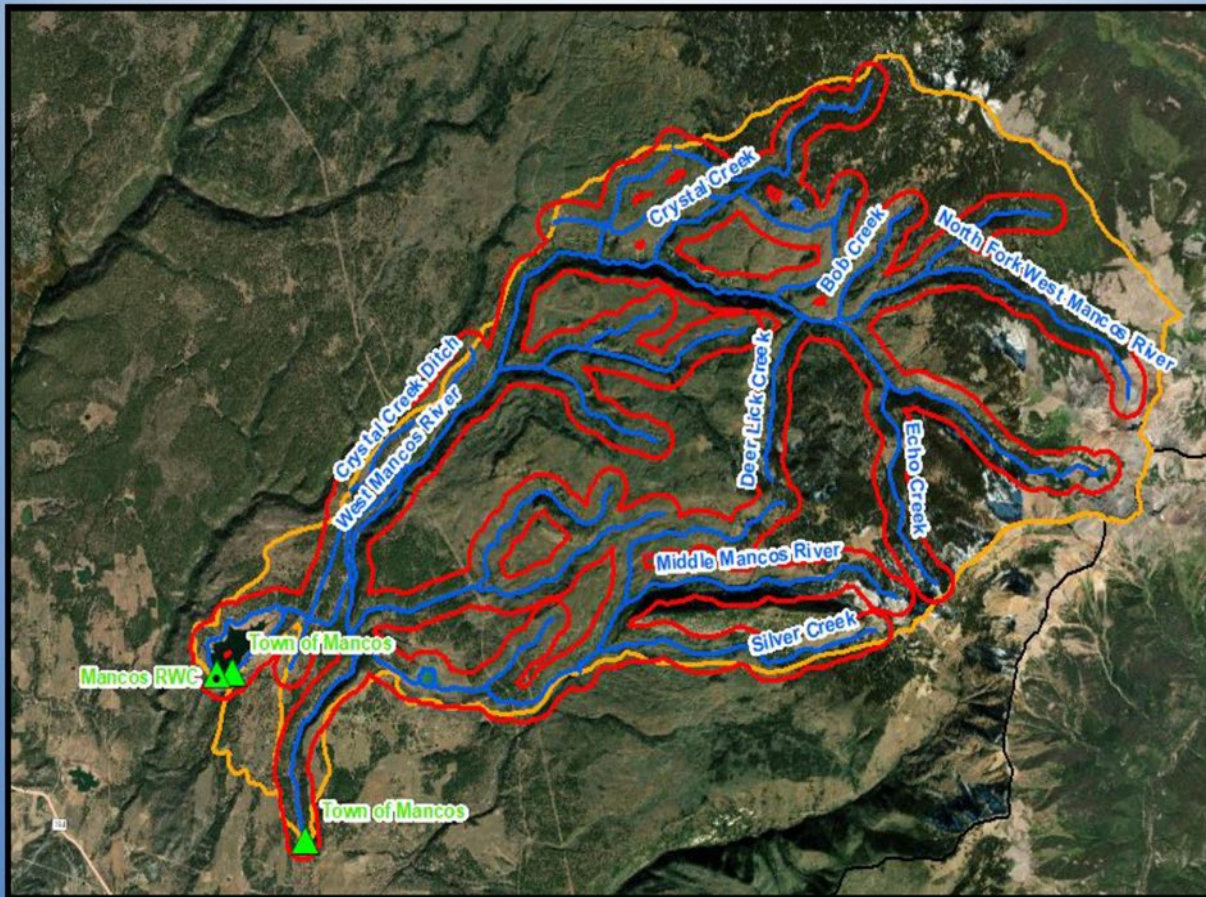 Crystal Creek
Bob Creek
North Fork West Mancos River
Crystal Creek Ditch
West Mancos River
Deer Lick Creek
Echo Creek
Middle Mancos River
Silver Creek
Town of Mancos
Mancos RWC
Town of Mancos